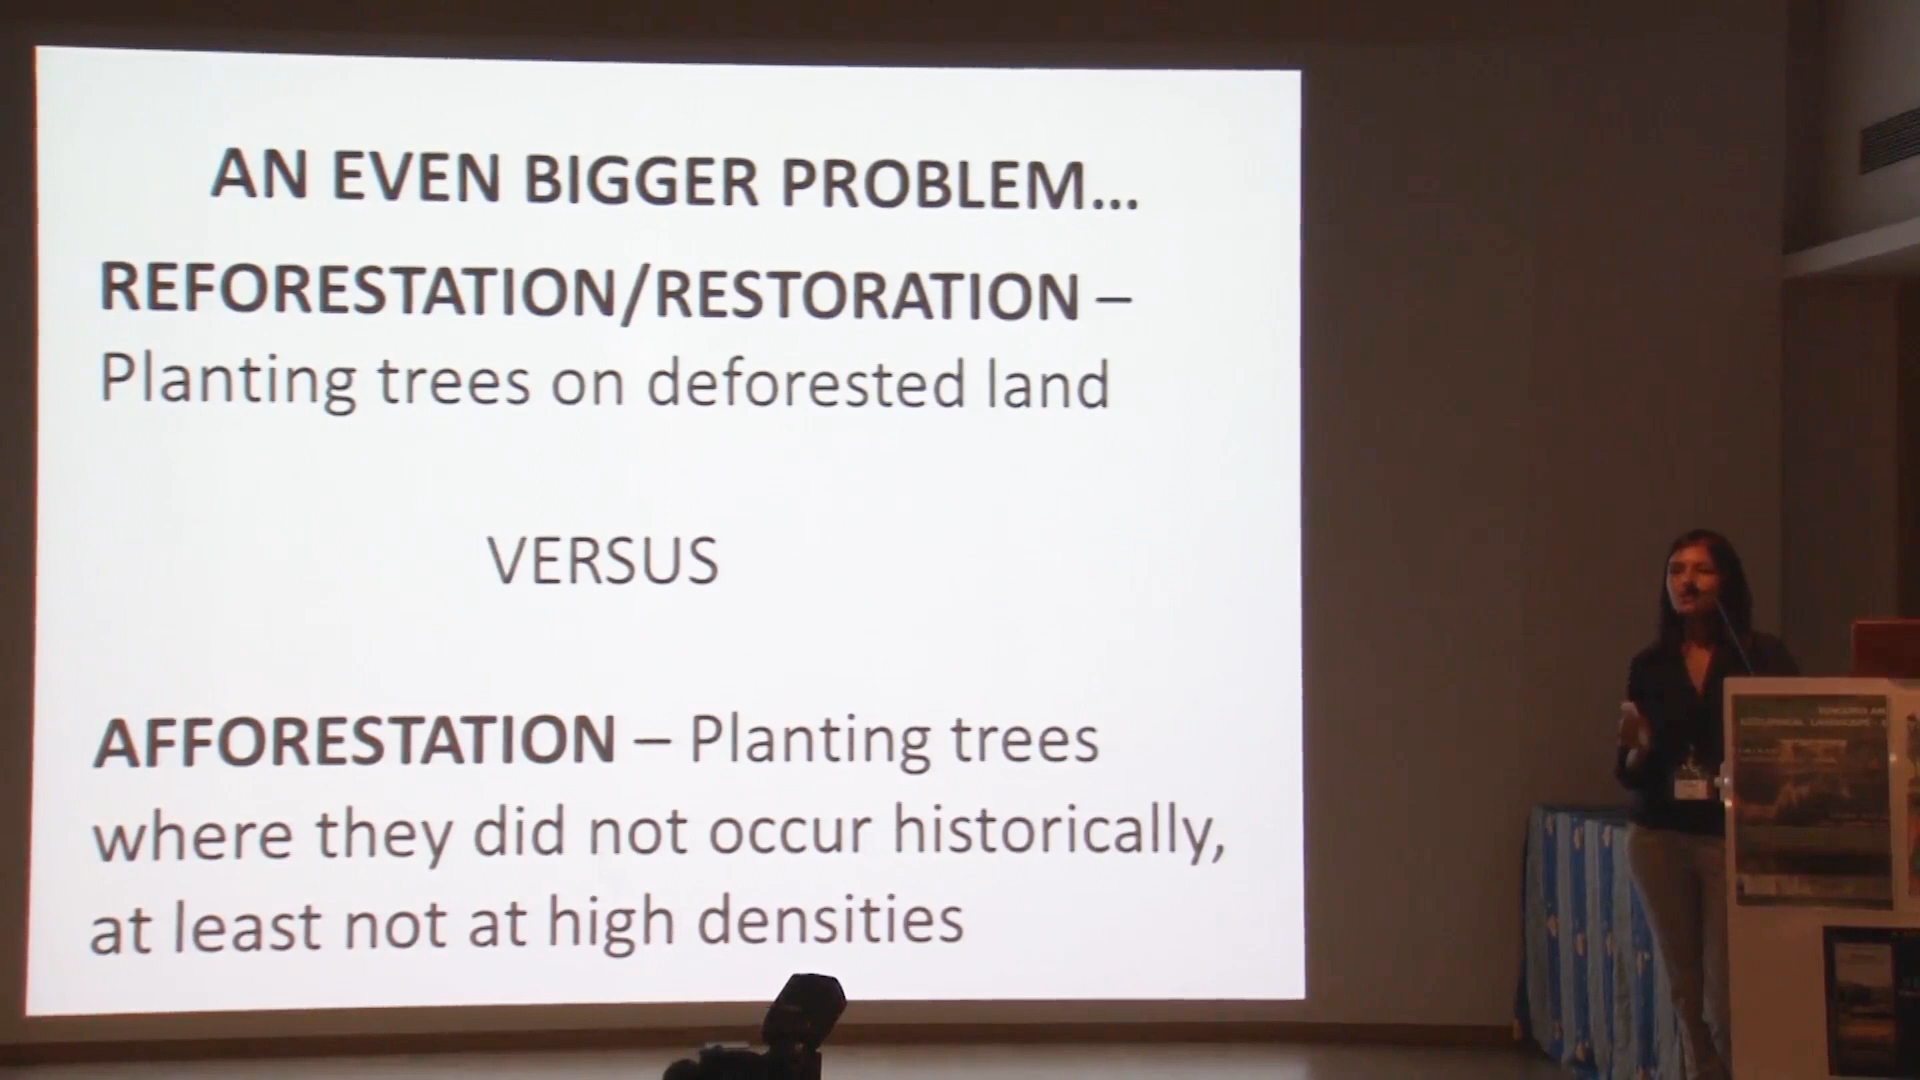 AN EVEN BIGGER PROBLEM...
REFORESTATION/RESTORATION –
Planting trees on deforested land
VERSUS
AFFORESTATION – Planting trees
where they did not occur historically,
at least not at high densities